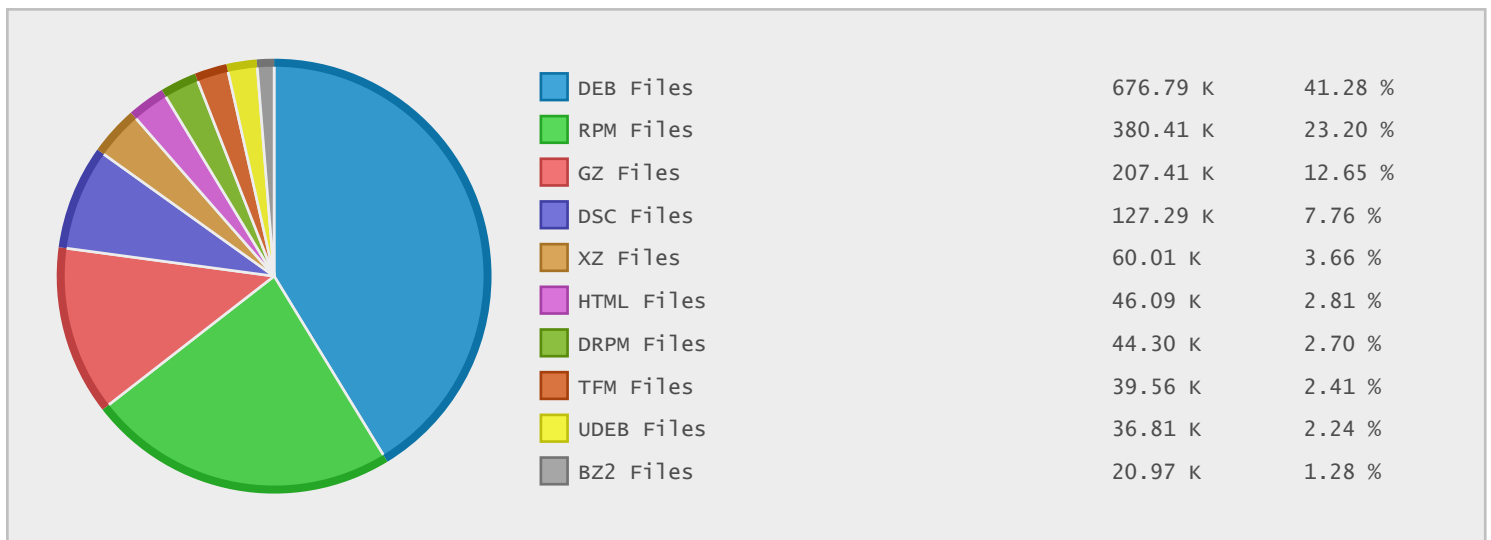 DEB Files 676.79 K 41.28 %
RPM Files 380.41 K 23.20 %
GZ Files 207.41 K 12.65 %
DSC Files 127.29 K 7.76 %
XZ Files 60.01 K 3.66 %
HTML Files 46.09 K 2.81 %
DRPM Files 44.30 K 2.70 %
TFM Files 39.56 K 2.41 %
UDEB Files 36.81 K 2.24 %
BZ2 Files 20.97 K 1.28 %